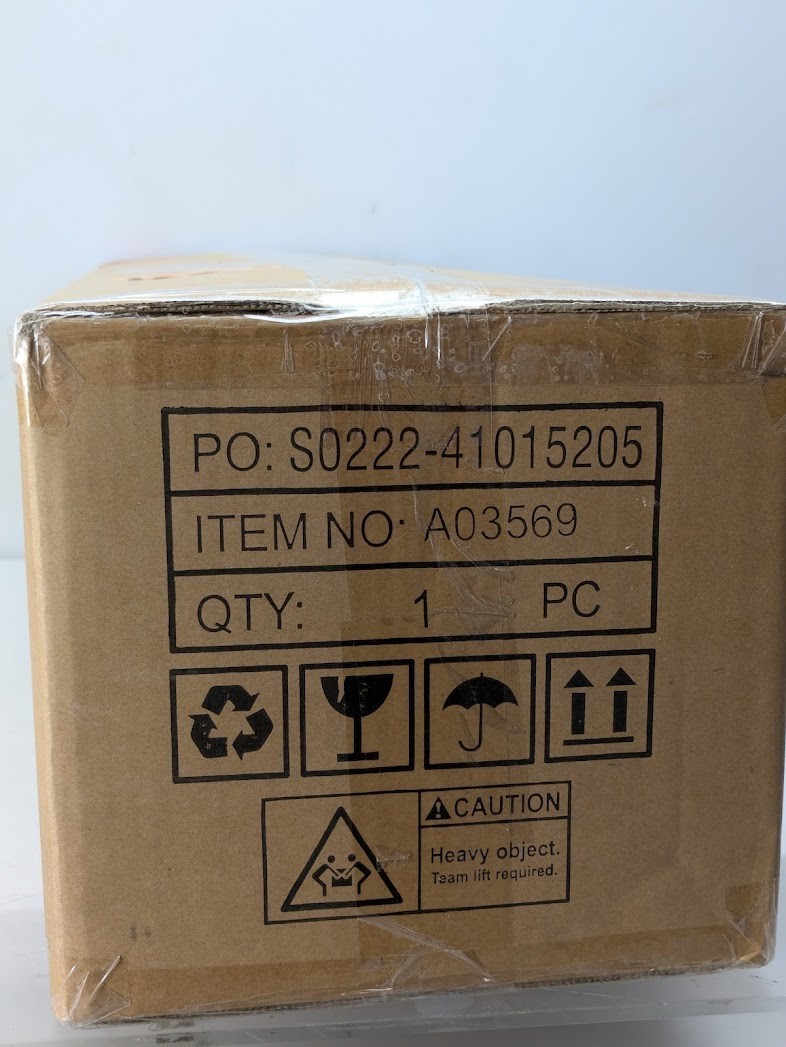 PO: S0222-41015205
ITEM NO: A03569
QTY: 1 PC
CAUTION
Heavy object.
Team lift required.